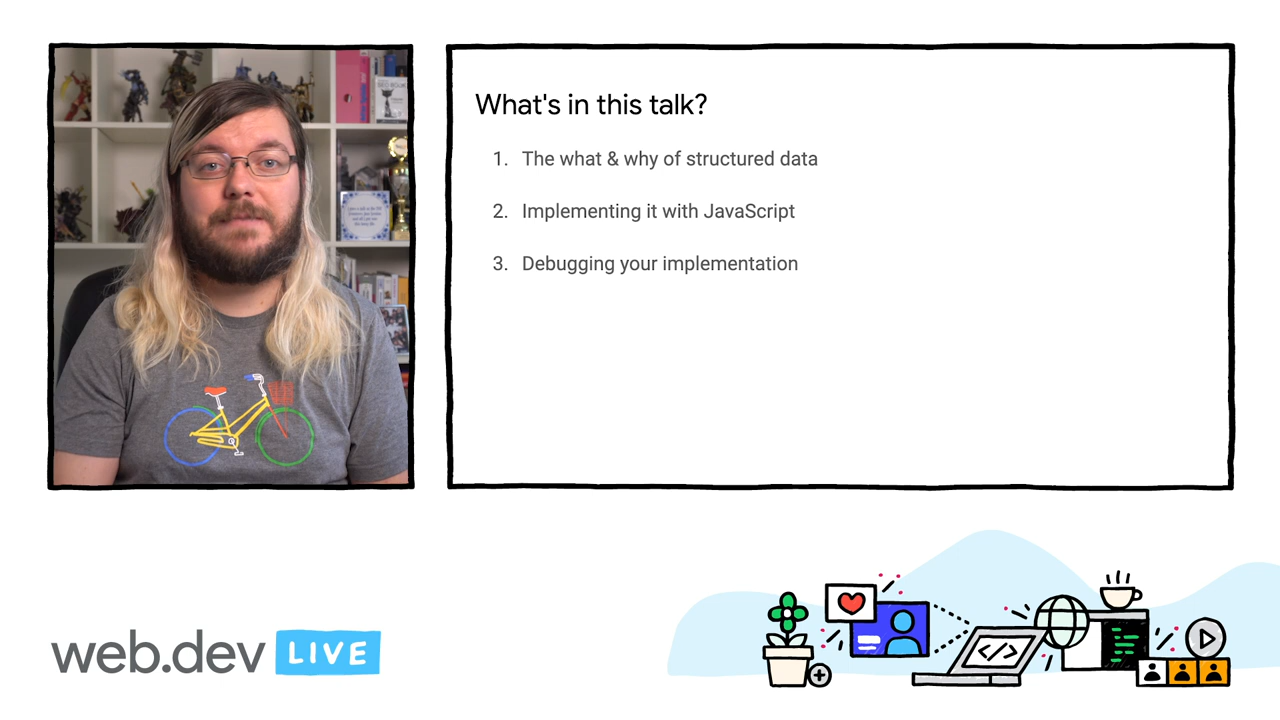 What's in this talk?
1. The what & why of structured data
2. Implementing it with JavaScript
3. Debugging your implementation
web.dev LIVE